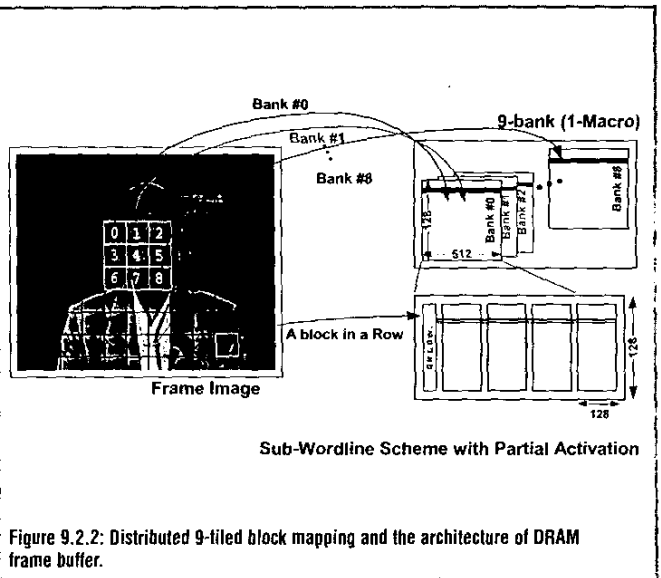 Bank #0
9-bank (1-Macro)
Bank #1
Bank #8
Bank #8
Bank #2
Bank #1
Bank #0
128
512
0 1 2
3 4 5
6 7 8
A block in a Row
128
128
Frame Image
Sub-Wordline Scheme with Partial Activation
Figure 9.2.2: Distributed 9-tiled block mapping and the architecture of DRAM
frame buffer.